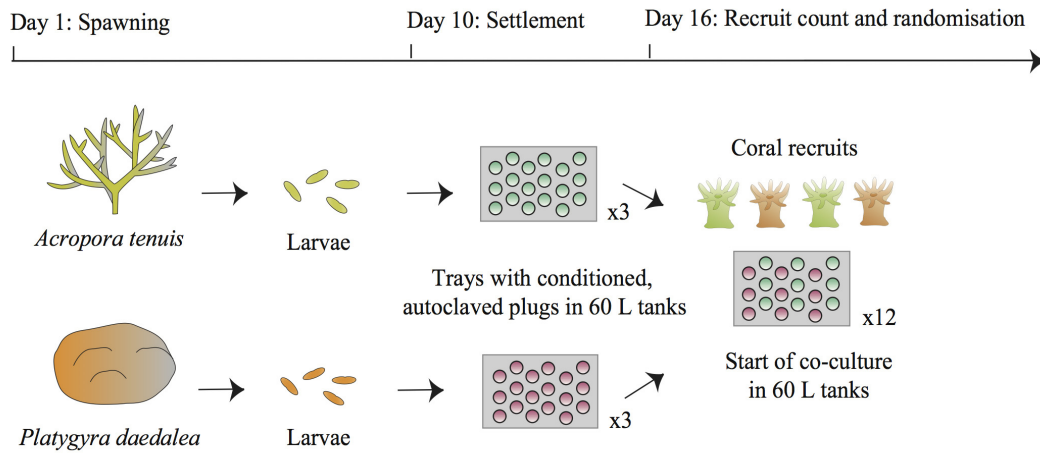 Day 1: Spawning
Day 10: Settlement
Day 16: Recruit count and randomisation
Acropora tenuis
Larvae
x3
Coral recruits
Trays with conditioned,
autoclaved plugs in 60 L tanks
x12
Start of co-culture
in 60 L tanks
Platygyra daedalea
Larvae
x3